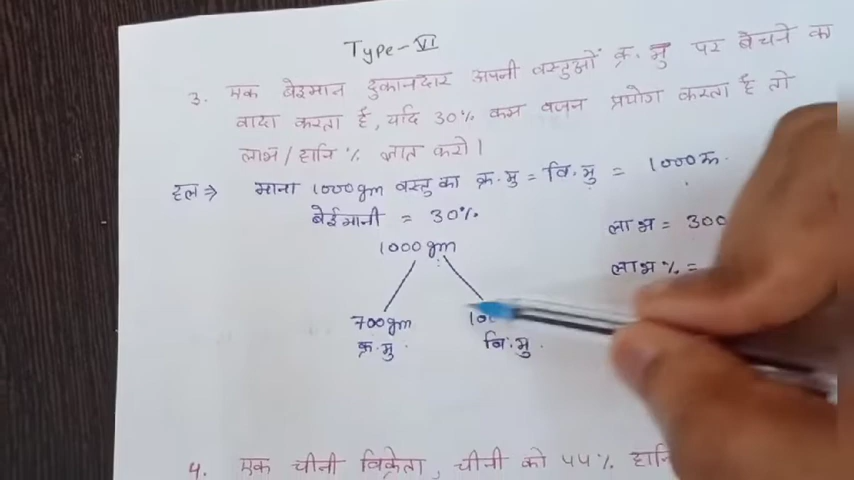 Type - VI
3. एक बेइमान दुकानदार अपनी वस्तुओं क्र.मु पर बेचने का
वादा करता है, यदि 30% कम वजन प्रयोग करता है तो
लाभ/हानि % ज्ञात करो।
हल ⇒ माना 1000gm वस्तु का क्र.मु = वि.मु = 1000रू.
बेईमानी = 30%
लाभ = 300
1000gm
लाभ % =
700gm
क्र.मु. वि.मु.
4. एक चीनी विक्रेता, चीनी को 44% हानि